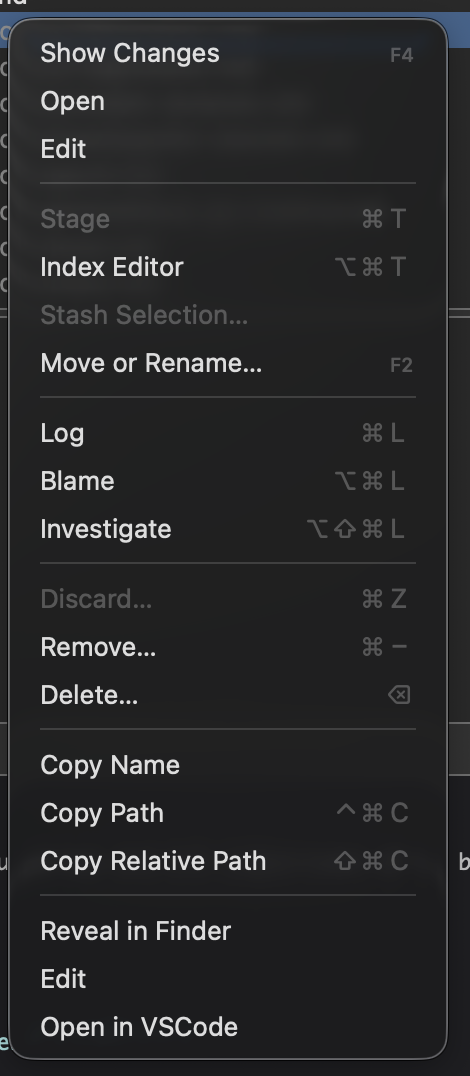 Show Changes F4
Open
Edit
Stage ⌘ T
Index Editor ⌥ ⌘ T
Stash Selection...
Move or Rename... F2
Log ⌘ L
Blame ⌥ ⌘ L
Investigate ⌥ ⇧ ⌘ L
Discard... ⌘ Z
Remove... ⌘ −
Delete... ⌫
Copy Name
Copy Path ^ ⌘ C
Copy Relative Path ⇧ ⌘ C
Reveal in Finder
Edit
Open in VSCode